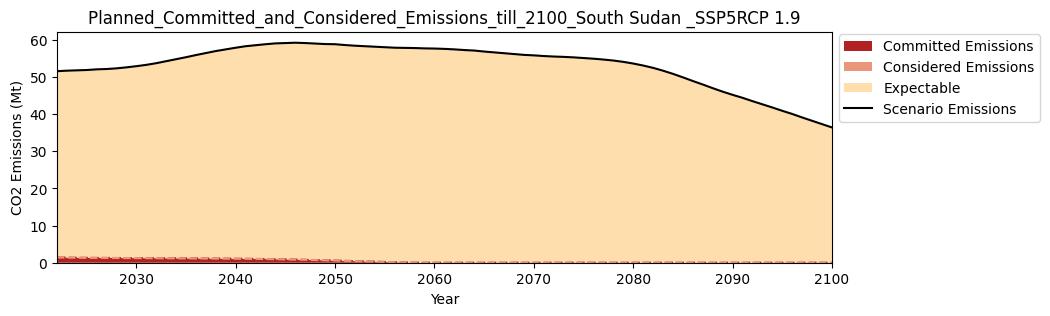 Planned_Committed_and_Considered_Emissions_till_2100_South Sudan _SSP5RCP 1.9
CO2 Emissions (Mt)
60
50
40
30
20
10
0
2030 2040 2050 2060 2070 2080 2090 2100
Year
Committed Emissions
Considered Emissions
Expectable
Scenario Emissions